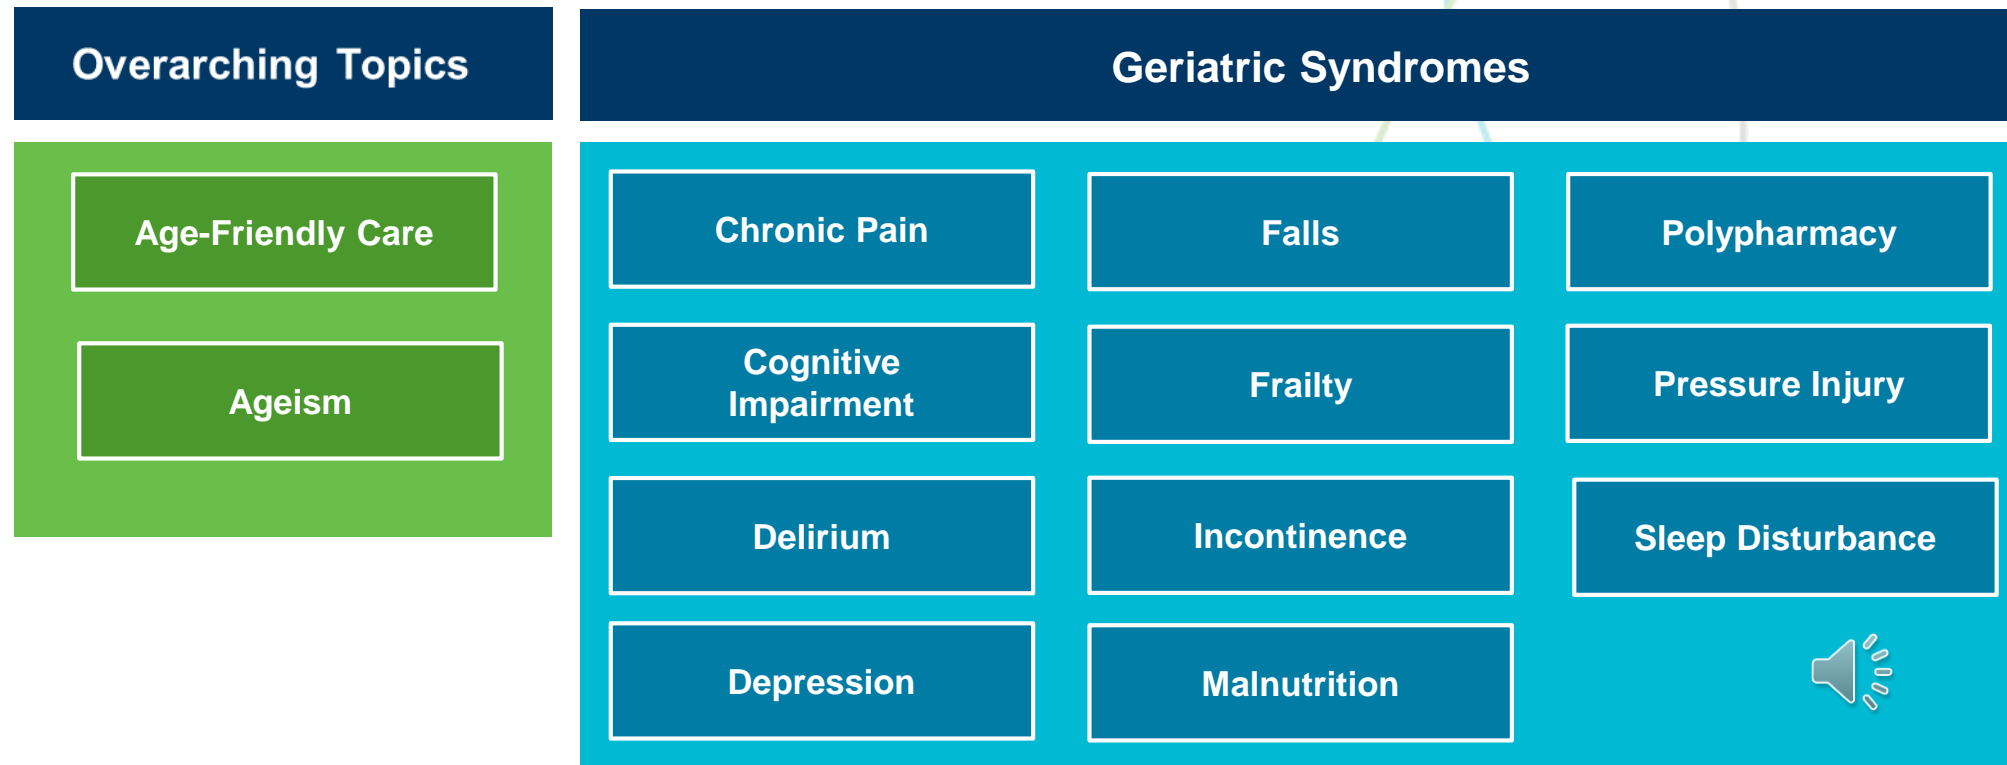 Overarching Topics
Geriatric Syndromes
Age-Friendly Care
Ageism
Chronic Pain
Falls
Polypharmacy
Cognitive
Impairment
Frailty
Pressure Injury
Delirium
Incontinence
Sleep Disturbance
Depression
Malnutrition